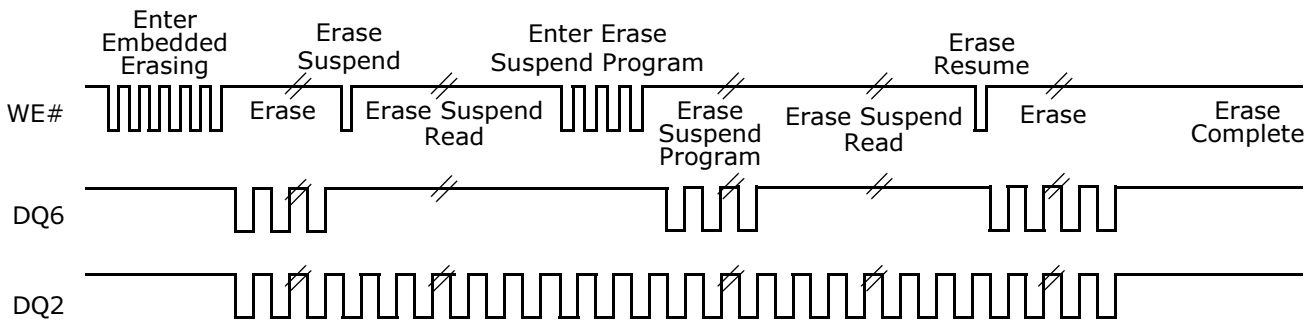 Enter
Embedded
Erasing
Erase
Suspend
Enter Erase
Suspend Program
Erase
Resume
WE#
Erase
Erase Suspend
Read
Erase
Suspend
Program
Erase Suspend
Read
Erase
Erase
Complete
DQ6
DQ2